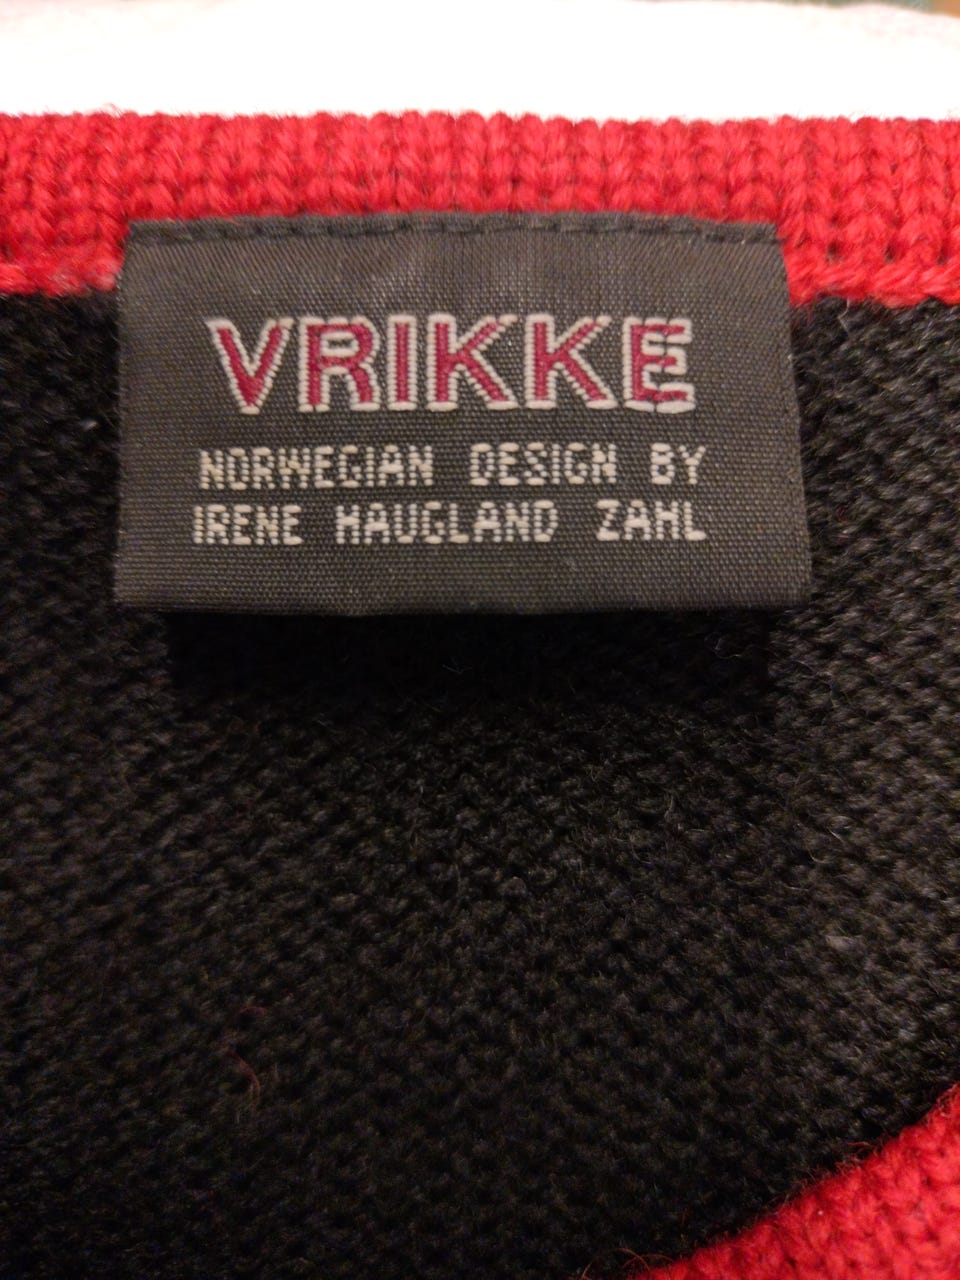 VRIKKE
NORWEGIAN DESIGN BY
IRENE HAUGLAND ZAHL